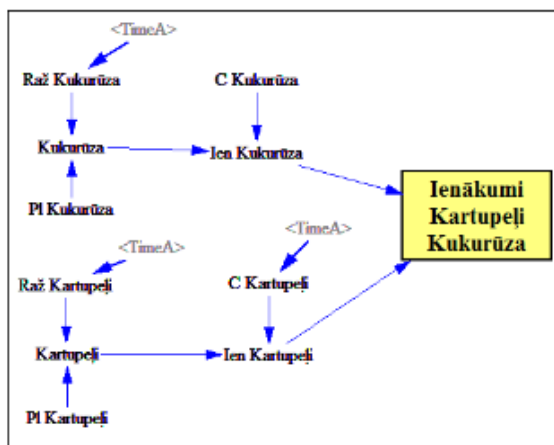 <TimeA>
Raž Kukurūza
C Kukurūza
Kukurūza
Ien Kukurūza
Pl Kukurūza
Ienākumi
Kartupeļi
Kukurūza
<TimeA>
<TimeA>
Raž Kartupeļi
C Kartupeļi
Kartupeļi
Ien Kartupeļi
Pl Kartupeļi